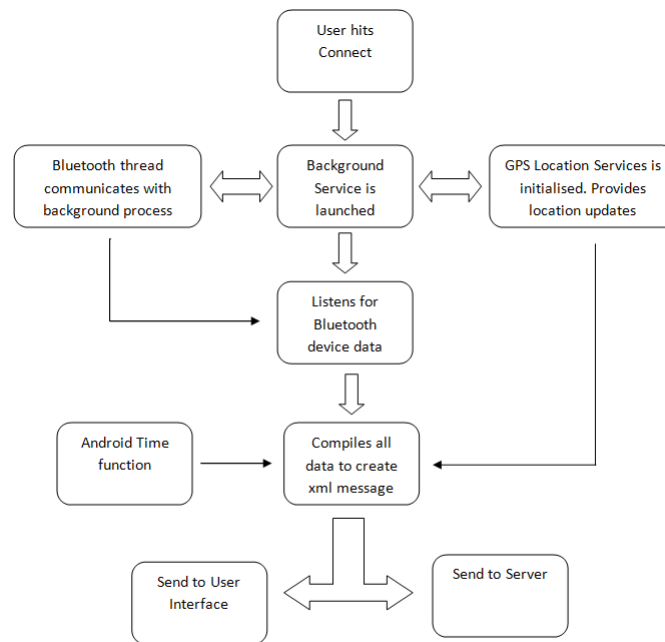 User hits
Connect
Bluetooth thread
communicates with
background process
Background
Service is
launched
GPS Location Services is
initialised. Provides
location updates
Listens for
Bluetooth
device data
Android Time
function
Compiles all
data to create
xml message
Send to User
Interface
Send to Server